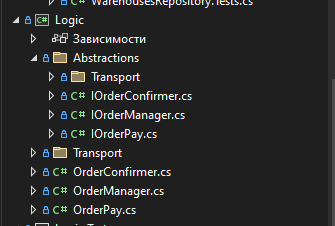 WarehousesRepository.Tests.cs
Logic
Зависимости
Abstractions
Transport
IOrderConfirmer.cs
IOrderManager.cs
IOrderPay.cs
Transport
OrderConfirmer.cs
OrderManager.cs
OrderPay.cs